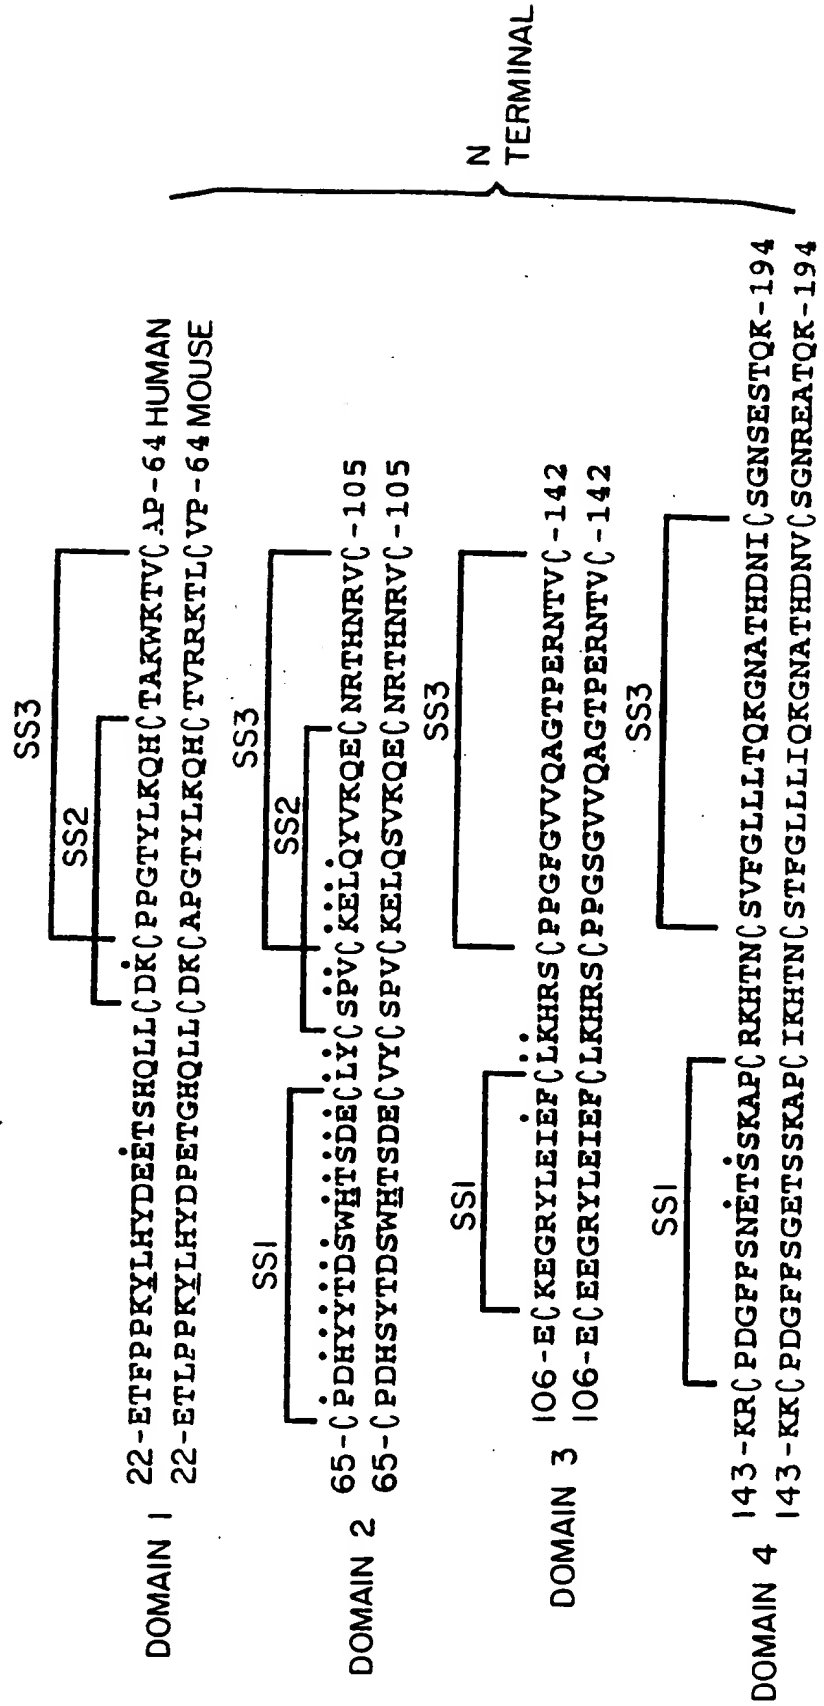 SS3
SS2
DOMAIN 1 22-ETFPPKYLHYDEETSHQLLCDKCPPGTYLKQHCTAKWKTVCAP-64 HUMAN
22-ETLPPKYLHYDPETGHQLLCDKCAPGTYLKQHCTVRRKTLCVP-64 MOUSE
SS3
SS1 SS2
DOMAIN 2 65-CPDHYYTDSWHTSDECLYCSPVCKELQYVKQECNRTHNRVC-105
65-CPDHSYTDSWHTSDECVYCSPVCKELQSVKQECNRTHNRVC-105
SS1 SS3
DOMAIN 3 106-ECKEGRYLEIEFCLKHRSCPPGFGVVQAGTPERNTVC-142
106-ECEEGRYLEIEFCLKHRSCPPGSGVVQAGTPERNTVC-142
SS1 SS3
DOMAIN 4 143-KRCPDGFFSNETSSKAPCRKHTNCSVFGLLLTQKGNATHDNICSGNSESTQK-194
143-KKCPDGFFSGETSSKAPCIKHTNCSTFGLLLIQKGNATHDNVCSGNREATQK-194
N
TERMINAL